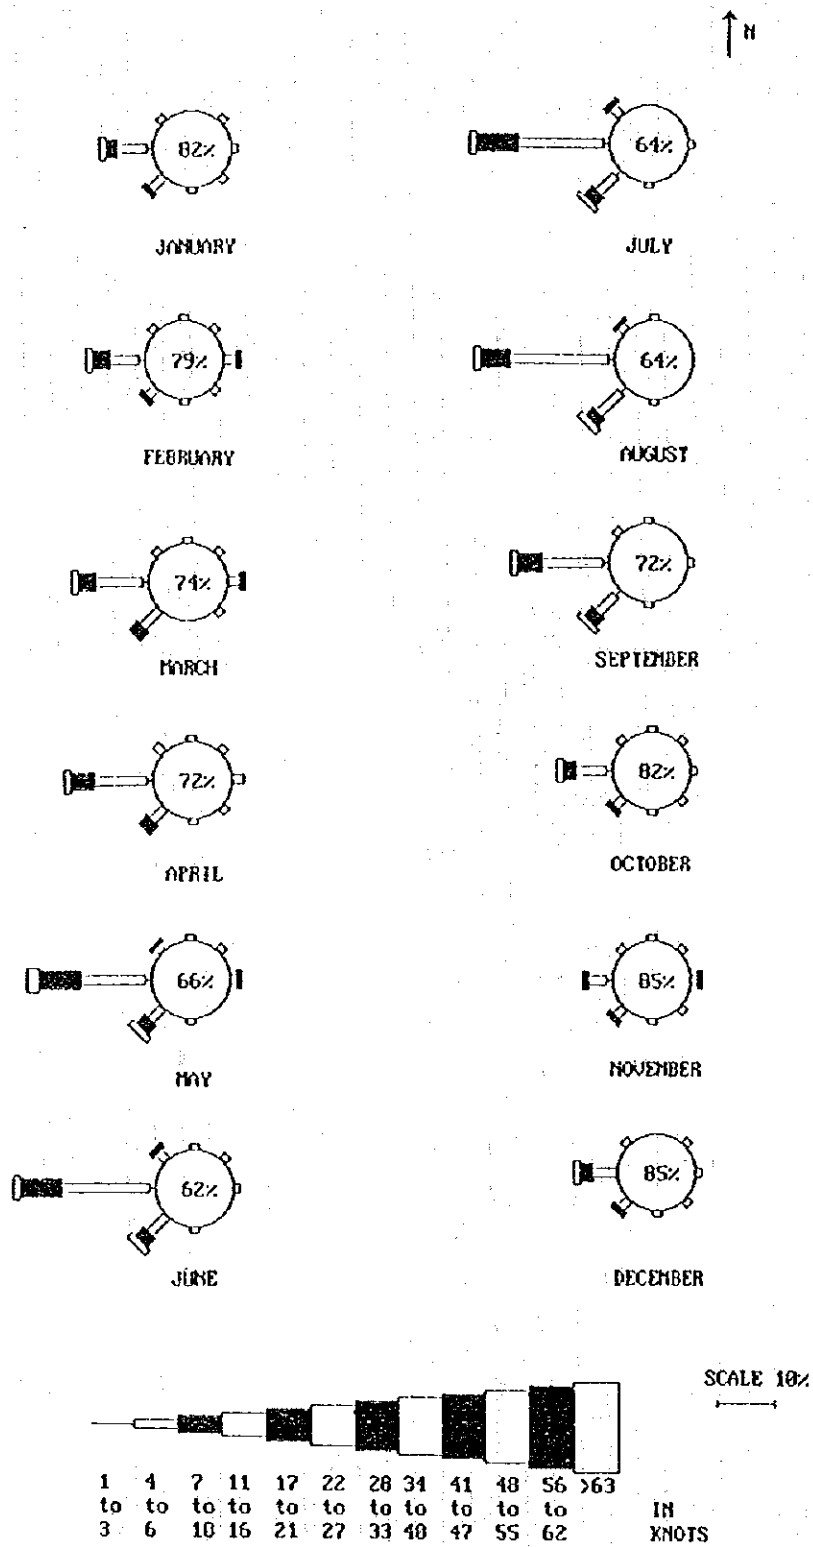 N
82%
64%
JANUARY
JULY
79%
64%
FEBRUARY
AUGUST
74%
72%
MARCH
SEPTEMBER
72%
82%
APRIL
OCTOBER
66%
85%
MAY
NOVEMBER
62%
85%
JUNE
DECEMBER
SCALE 10%
1 4 7 11 17 22 28 34 41 48 56 >63
to to to to to to to to to to to IN
3 6 10 16 21 27 33 40 47 55 62 KNOTS